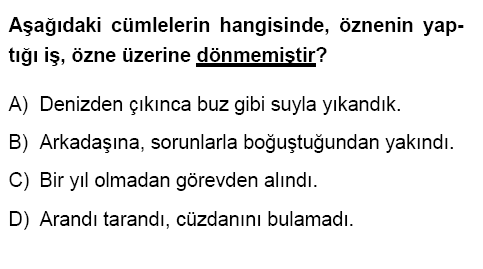 Aşağıdaki cümlelerin hangisinde, öznenin yap-
tığı iş, özne üzerine dönmemiştir?
A) Denizden çıkınca buz gibi suyla yıkandık.
B) Arkadaşına, sorunlarla boğuştuğundan yakındı.
C) Bir yıl olmadan görevden alındı.
D) Arandı tarandı, cüzdanını bulamadı.